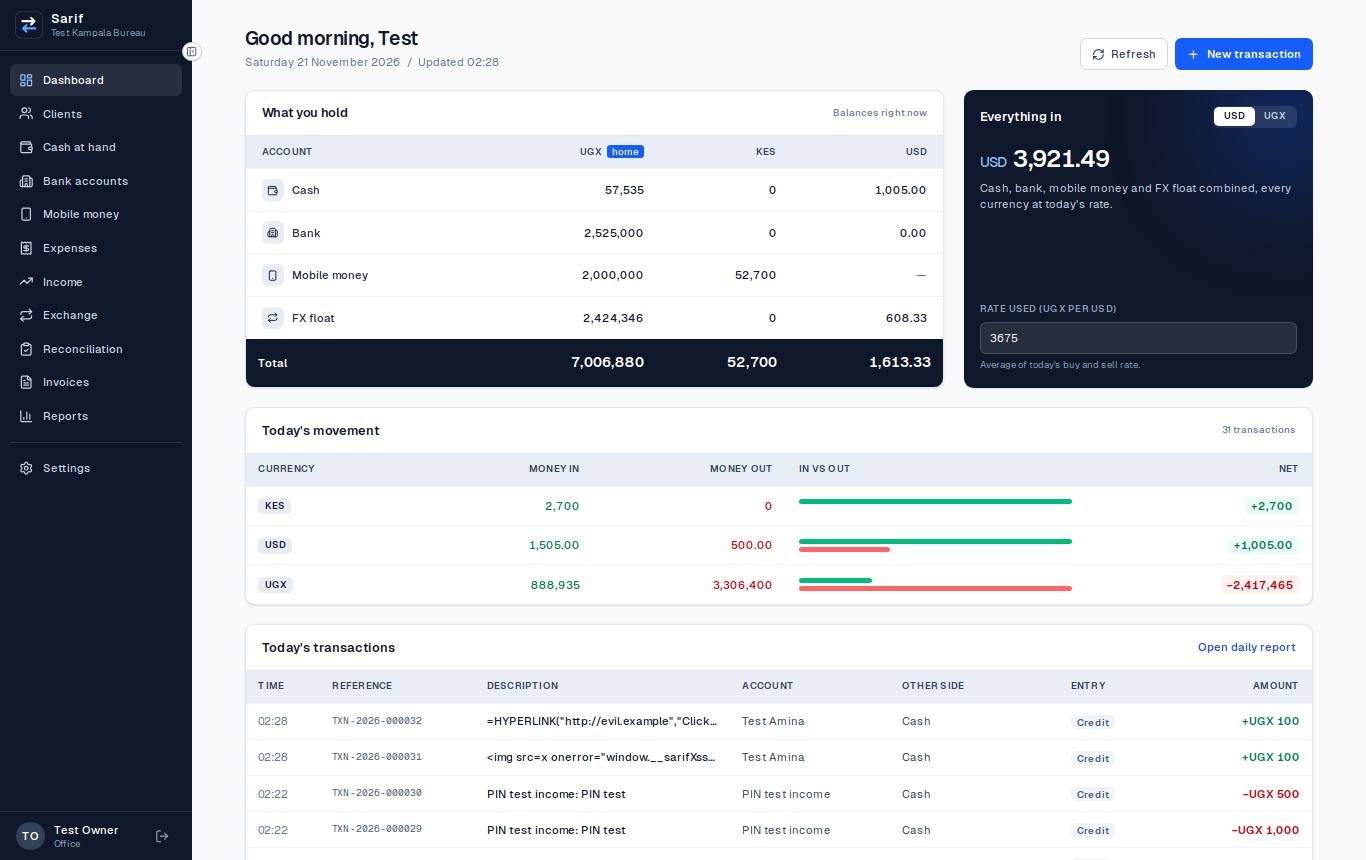 Sarif
Test Kampala Bureau
Dashboard
Clients
Cash at hand
Bank accounts
Mobile money
Expenses
Income
Exchange
Reconciliation
Invoices
Reports
Settings
TO
Test Owner
Office
Good morning, Test
Saturday 21 November 2026 / Updated 02:28
Refresh
New transaction
What you hold
Balances right now
ACCOUNT UGX home KES USD
Cash 57,535 0 1,005.00
Bank 2,525,000 0 0.00
Mobile money 2,000,000 52,700 —
FX float 2,424,346 0 608.33
Total 7,006,880 52,700 1,613.33
Everything in
USD UGX
USD 3,921.49
Cash, bank, mobile money and FX float combined, every
currency at today's rate.
RATE USED (UGX PER USD)
3675
Average of today's buy and sell rate.
Today's movement
31 transactions
CURRENCY MONEY IN MONEY OUT IN VS OUT NET
KES 2,700 0 +2,700
USD 1,505.00 500.00 +1,005.00
UGX 888,935 3,306,400 −2,417,465
Today's transactions
Open daily report
TIME REFERENCE DESCRIPTION ACCOUNT OTHER SIDE ENTRY AMOUNT
02:28 TXN-2026-000032 =HYPERLINK("http://evil.example","Click… Test Amina Cash Credit +UGX 100
02:28 TXN-2026-000031 <img src=x onerror="window.__sarifXss… Test Amina Cash Credit +UGX 100
02:22 TXN-2026-000030 PIN test income: PIN test PIN test income Cash Credit −UGX 500
02:22 TXN-2026-000029 PIN test income: PIN test PIN test income Cash Credit −UGX 1,000